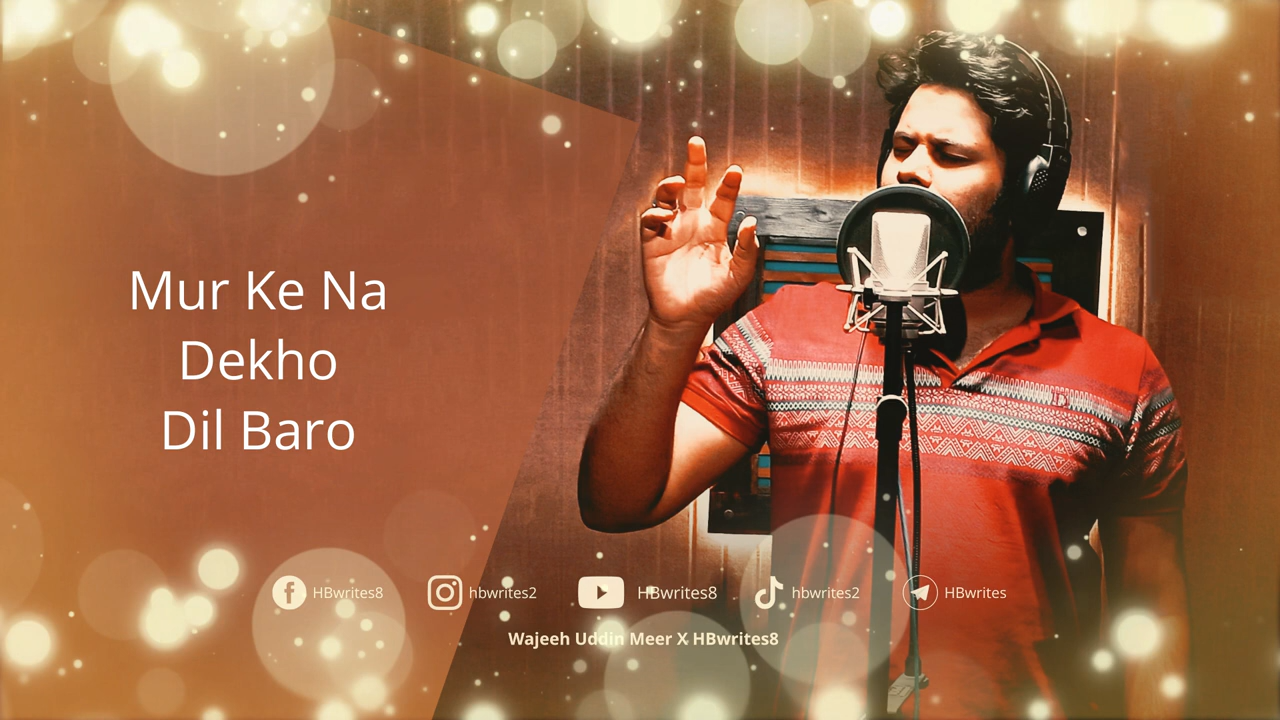 Mur Ke Na
Dekho
Dil Baro
HBwrites8 hbwrites2 HBwrites8 hbwrites2 HBwrites
Wajeeh Uddin Meer X HBwrites8